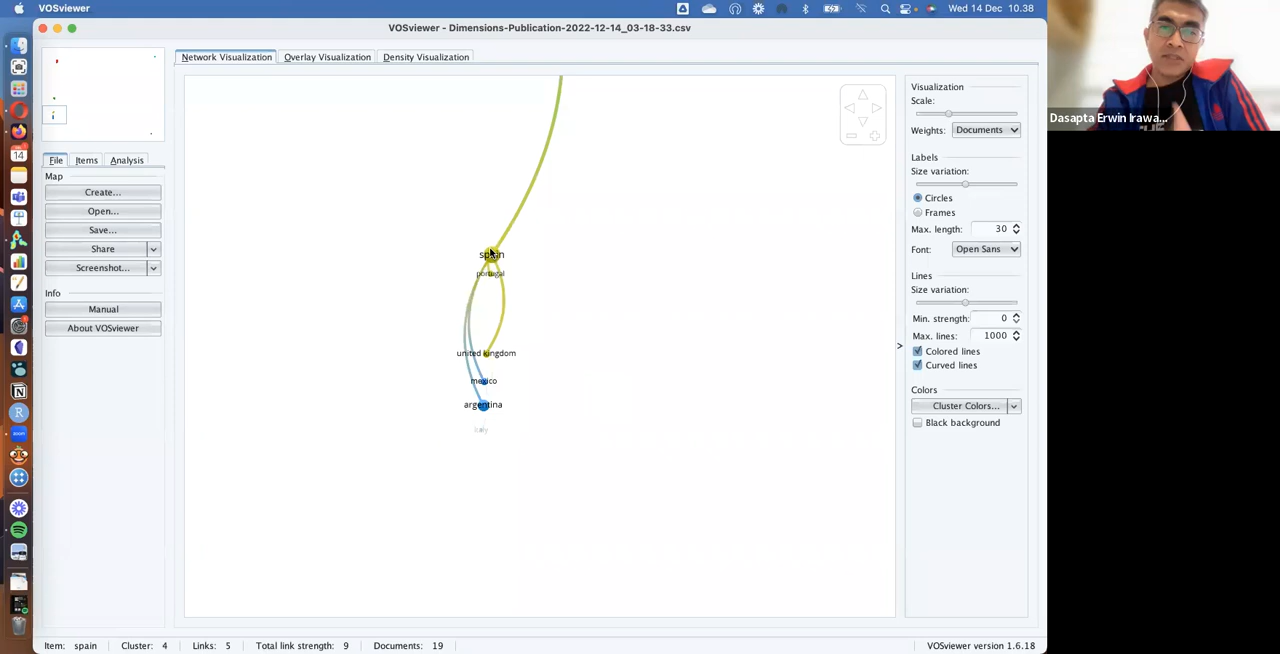 VOSviewer
Wed 14 Dec 10.38
VOSviewer - Dimensions-Publication-2022-12-14_03-18-33.csv
Network Visualization
Overlay Visualization
Density Visualization
File
Items
Analysis
Map
Create...
Open...
Save...
Share
Screenshot...
Info
Manual
About VOSviewer
spain
portugal
united kingdom
mexico
argentina
italy
Visualization
Scale:
Weights: Documents
Labels
Size variation:
Circles
Frames
Max. length: 30
Font: Open Sans
Lines
Size variation:
Min. strength: 0
Max. lines: 1000
Colored lines
Curved lines
Colors
Cluster Colors...
Black background
>
Item: spain Cluster: 4 Links: 5 Total link strength: 9 Documents: 19
VOSviewer version 1.6.18
Dasapta Erwin Irawa...